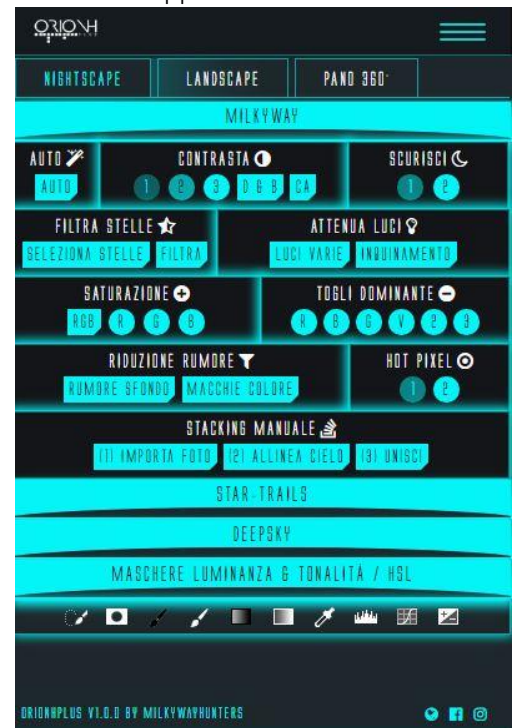 ORIONH
NIGHTSCAPE LANDSCAPE PANO 360°
MILKYWAY
AUTO CONTRASTA SCURISCI
AUTO 1 2 3 D & B CA 1 2
FILTRA STELLE ATTENUA LUCI
SELEZIONA STELLE FILTRA LUCI VARIE INQUINAMENTO
SATURAZIONE TOGLI DOMINANTE
RGB R G B R B G V 2 3
RIDUZIONE RUMORE HOT PIXEL
RUMORE SFONDO MACCHIE COLORE 1 2
STACKING MANUALE
(1) IMPORTA FOTO (2) ALLINEA CIELO (3) UNISCI
STAR-TRAILS
DEEPSKY
MASCHERE LUMINANZA & TONALITÀ / HSL
ORIONHPLUS V1.0.0 BY MILKYWAYHUNTERS